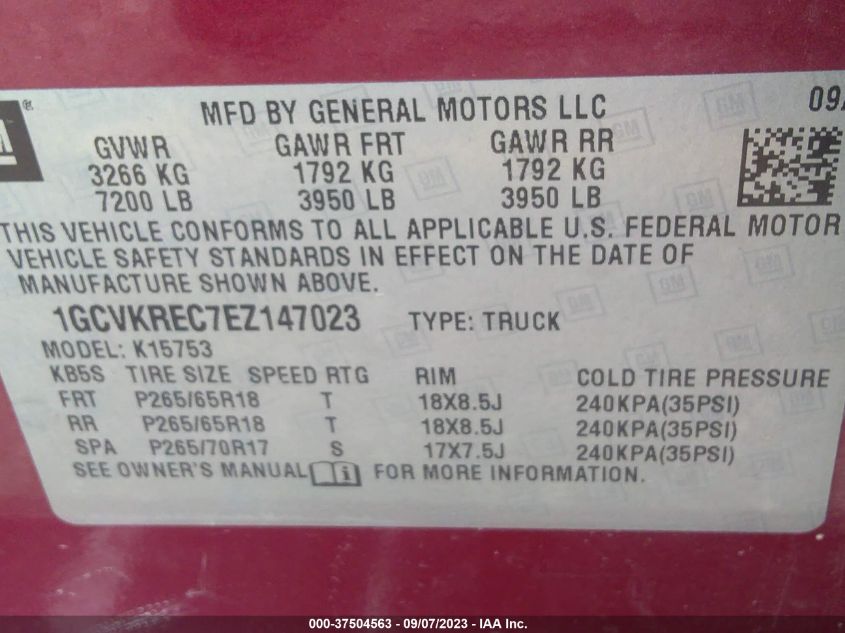 GM ®
MFD BY GENERAL MOTORS LLC
GVWR GAWR FRT GAWR RR
3266 KG 1792 KG 1792 KG
7200 LB 3950 LB 3950 LB
THIS VEHICLE CONFORMS TO ALL APPLICABLE U.S. FEDERAL MOTOR
VEHICLE SAFETY STANDARDS IN EFFECT ON THE DATE OF
MANUFACTURE SHOWN ABOVE.
1GCVKREC7EZ147023 TYPE: TRUCK
MODEL: K15753
KB5S TIRE SIZE SPEED RTG RIM COLD TIRE PRESSURE
FRT P265/65R18 T 18X8.5J 240KPA(35PSI)
RR P265/65R18 T 18X8.5J 240KPA(35PSI)
SPA P265/70R17 S 17X7.5J 240KPA(35PSI)
SEE OWNER'S MANUAL FOR MORE INFORMATION.
000-37504563 - 09/07/2023 - IAA Inc.